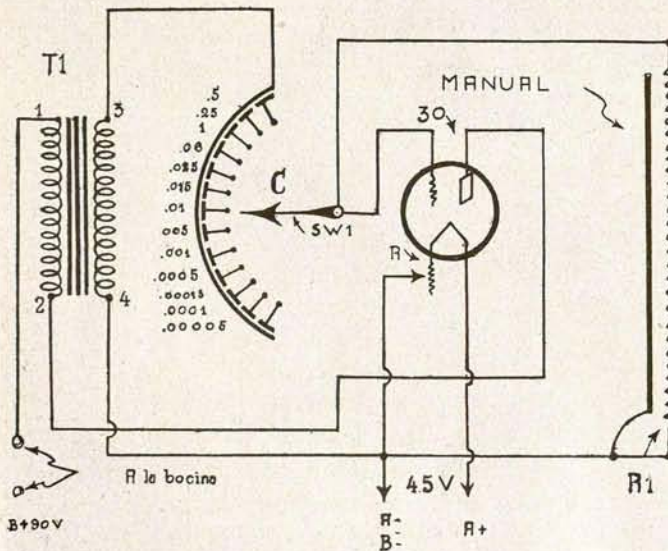 T1
1
3
2
4
.5
.25
1
.06
.025
.015
.01
.005
.001
.0005
.00015
.0001
.00005
C
SW1
30
R
MANUAL
A la bocina
B+90V
4.5V
A-
B-
A+
R1